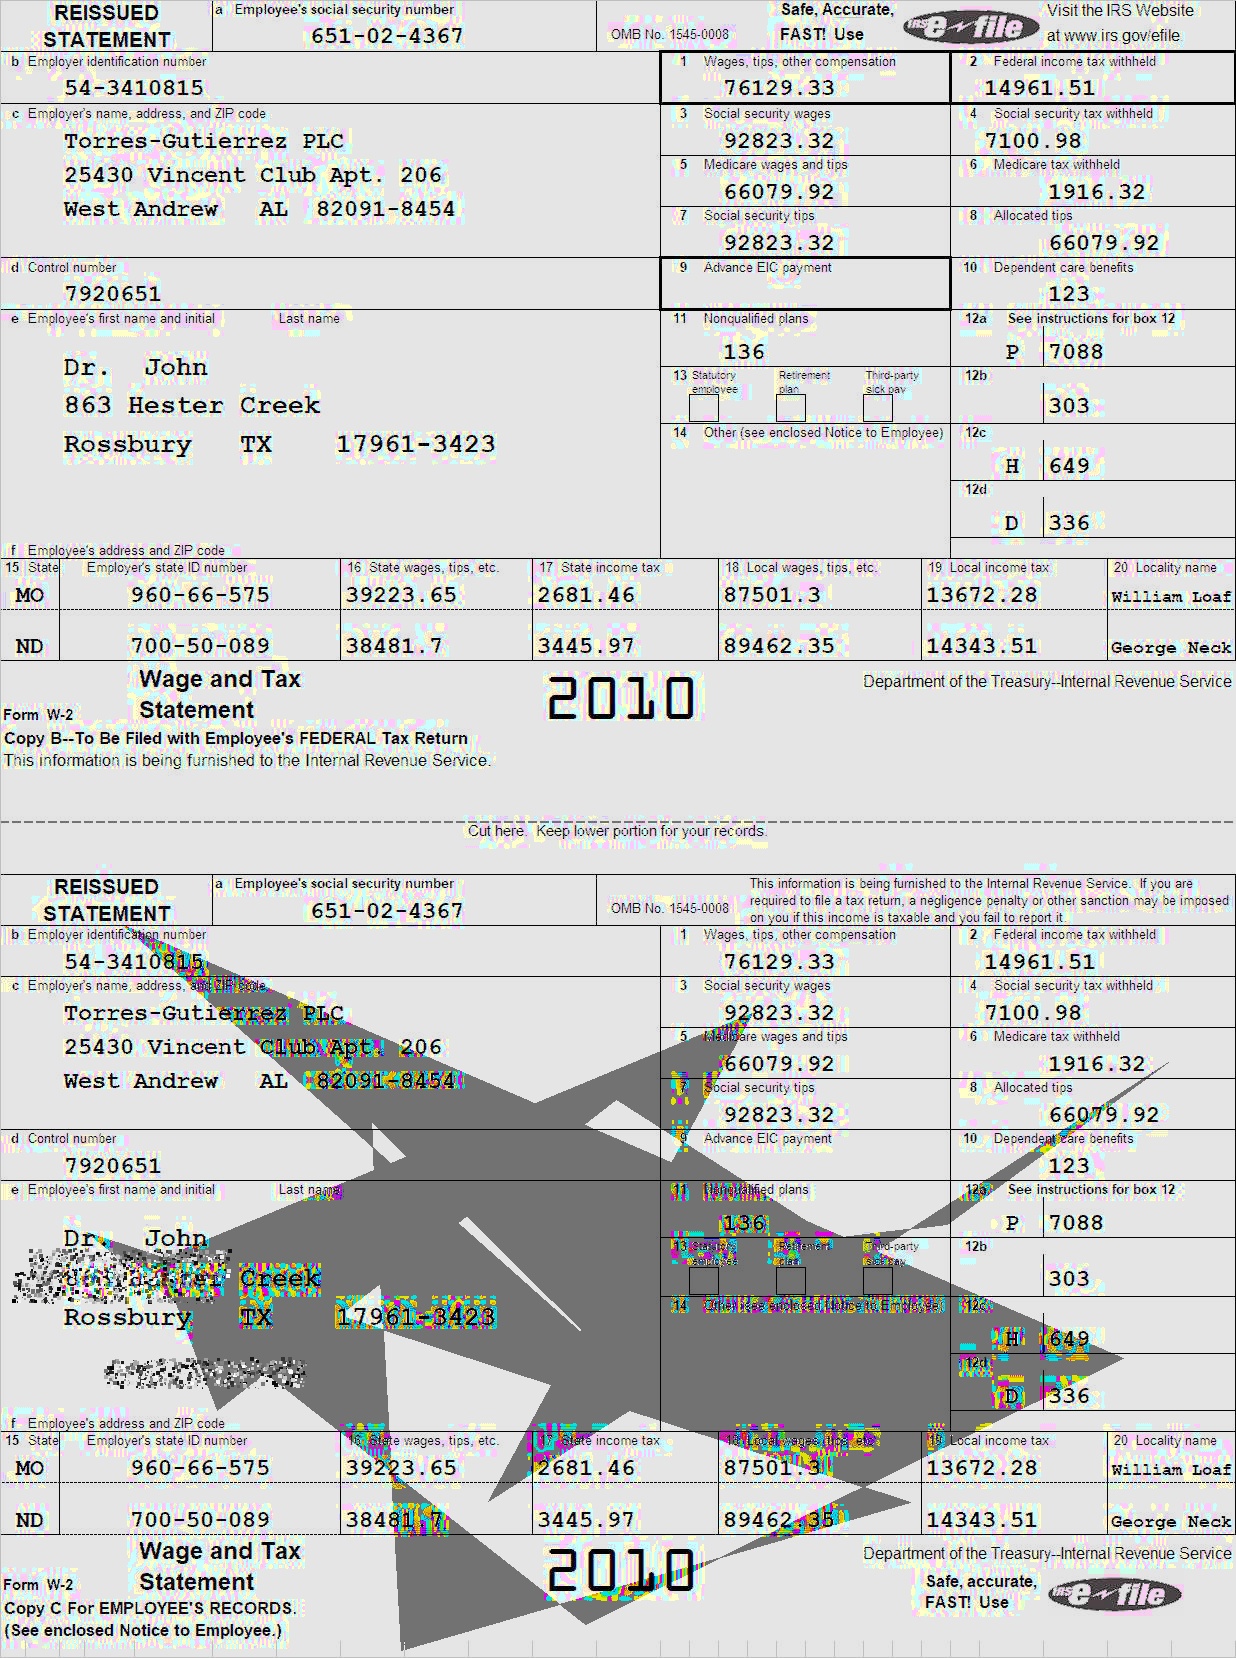 REISSUED STATEMENT
a Employee's social security number
651-02-4367
OMB No. 1545-0008
Safe, Accurate, FAST! Use
IRS e-file
Visit the IRS Website at www.irs.gov/efile
b Employer identification number
54-3410815
1 Wages, tips, other compensation
76129.33
2 Federal income tax withheld
14961.51
c Employer's name, address, and ZIP code
Torres-Gutierrez PLC
25430 Vincent Club Apt. 206
West Andrew AL 82091-8454
3 Social security wages
92823.32
4 Social security tax withheld
7100.98
5 Medicare wages and tips
66079.92
6 Medicare tax withheld
1916.32
7 Social security tips
92823.32
8 Allocated tips
66079.92
d Control number
7920651
9 Advance EIC payment
10 Dependent care benefits
123
e Employee's first name and initial Last name
Dr. John
863 Hester Creek
Rossbury TX 17961-3423
11 Nonqualified plans
136
12a See instructions for box 12
P 7088
13 Statutory employee Retirement plan Third-party sick pay
12b
303
14 Other (see enclosed Notice to Employee)
12c
H 649
12d
D 336
f Employee's address and ZIP code
15 State Employer's state ID number 16 State wages, tips, etc. 17 State income tax 18 Local wages, tips, etc. 19 Local income tax 20 Locality name
MO 960-66-575 39223.65 2681.46 87501.3 13672.28 William Loaf
ND 700-50-089 38481.7 3445.97 89462.35 14343.51 George Neck
Wage and Tax
Form W-2 Statement
2010
Department of the Treasury--Internal Revenue Service
Copy B--To Be Filed with Employee's FEDERAL Tax Return
This information is being furnished to the Internal Revenue Service.
Cut here. Keep lower portion for your records.
REISSUED STATEMENT
a Employee's social security number
651-02-4367
OMB No. 1545-0008
This information is being furnished to the Internal Revenue Service. If you are
required to file a tax return, a negligence penalty or other sanction may be imposed
on you if this income is taxable and you fail to report it.
b Employer identification number
54-3410815
1 Wages, tips, other compensation
76129.33
2 Federal income tax withheld
14961.51
c Employer's name, address, and ZIP code
Torres-Gutierrez PLC
25430 Vincent Club Apt. 206
West Andrew AL 82091-8454
3 Social security wages
92823.32
4 Social security tax withheld
7100.98
5 Medicare wages and tips
66079.92
6 Medicare tax withheld
1916.32
7 Social security tips
92823.32
8 Allocated tips
66079.92
d Control number
7920651
9 Advance EIC payment
10 Dependent care benefits
123
e Employee's first name and initial Last name
Dr. John
Creek
Rossbury TX 17961-3423
11 Nonqualified plans
136
12a See instructions for box 12
P 7088
13 Statutory employee Retirement plan Third-party sick pay
12b
303
14 Other (see enclosed Notice to Employee)
12c
H 649
12d
D 336
f Employee's address and ZIP code
15 State Employer's state ID number 16 State wages, tips, etc. 17 State income tax 18 Local wages, tips, etc. 19 Local income tax 20 Locality name
MO 960-66-575 39223.65 2681.46 87501.3 13672.28 William Loaf
ND 700-50-089 38481.7 3445.97 89462.35 14343.51 George Neck
Wage and Tax
Form W-2 Statement
2010
Department of the Treasury--Internal Revenue Service
Safe, accurate, FAST! Use
IRS e-file
Copy C For EMPLOYEE'S RECORDS.
(See enclosed Notice to Employee.)